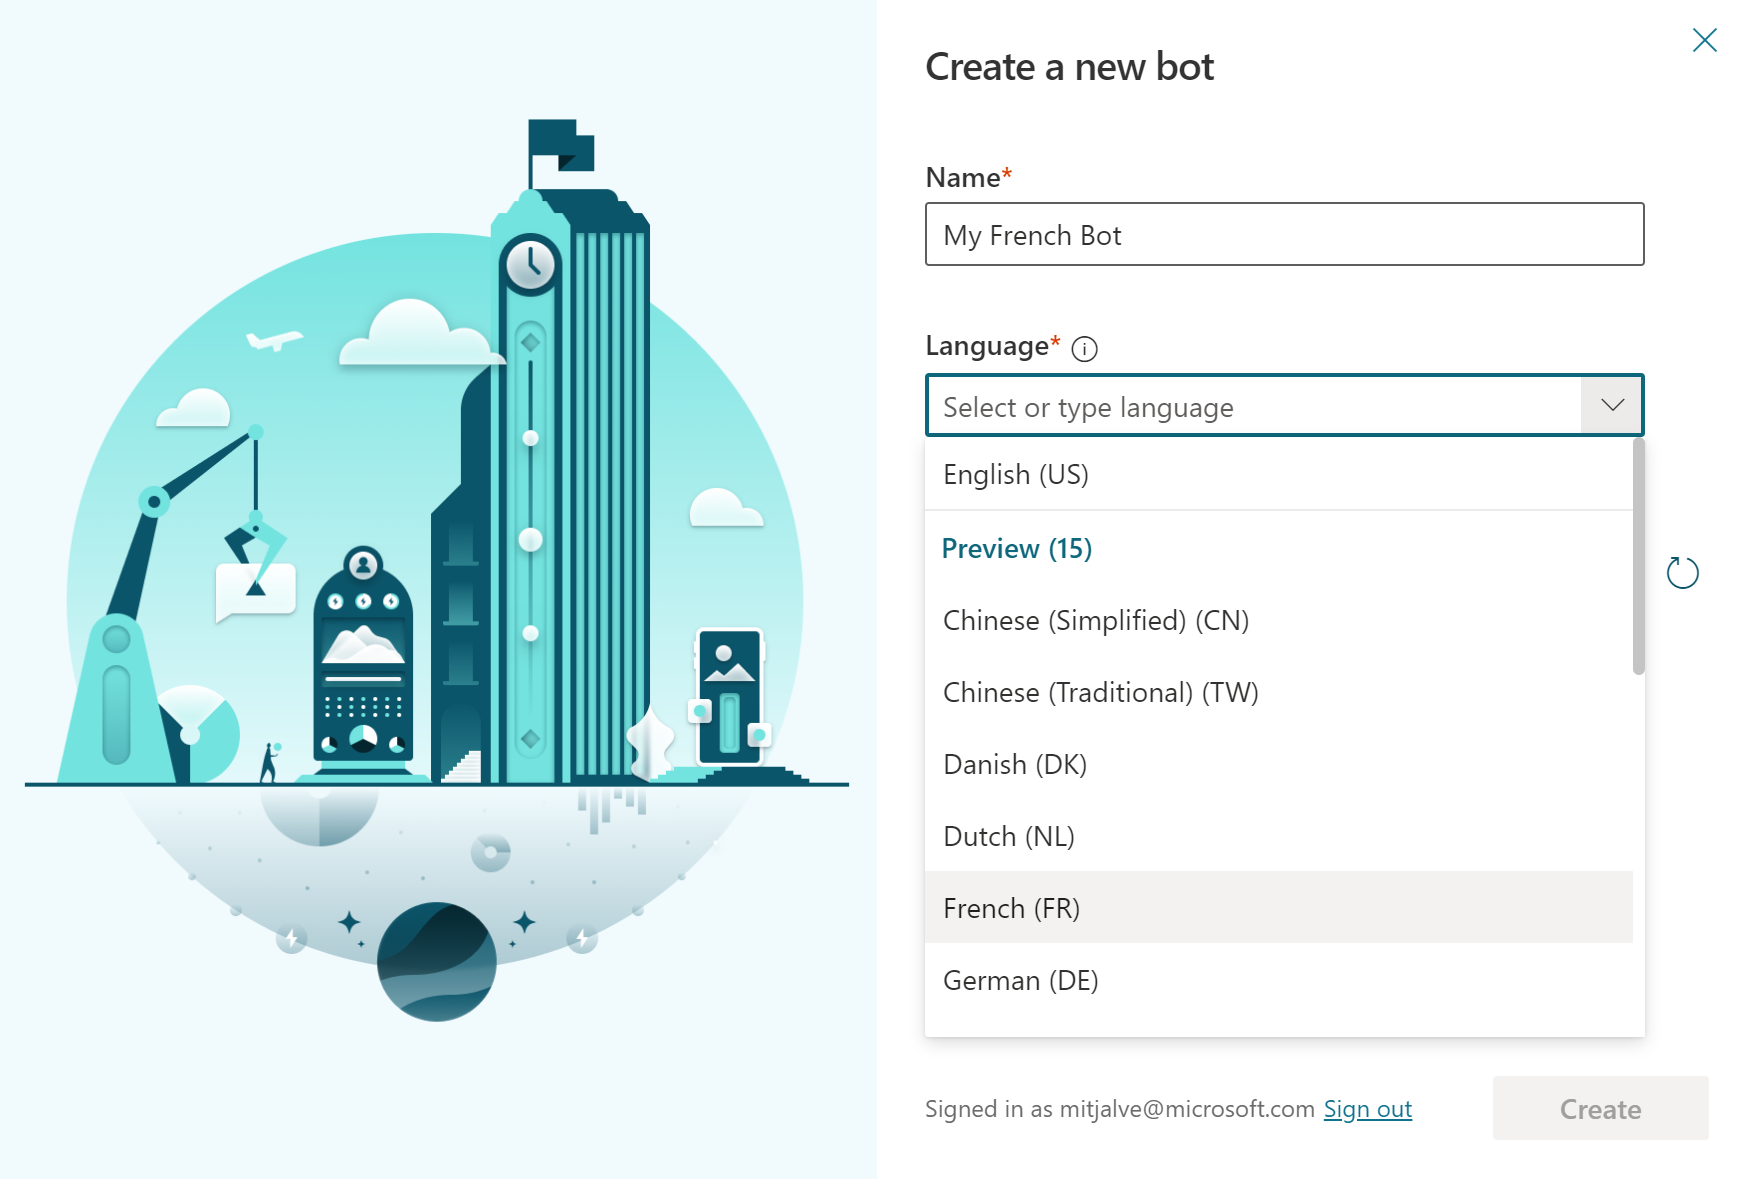 Create a new bot
Name*
My French Bot
Language*
Select or type language
English (US)
Preview (15)
Chinese (Simplified) (CN)
Chinese (Traditional) (TW)
Danish (DK)
Dutch (NL)
French (FR)
German (DE)
Signed in as mitjalve@microsoft.com Sign out
Create